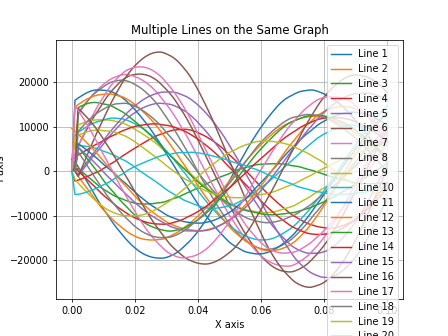 Multiple Lines on the Same Graph
20000
10000
0
−10000
−20000
0.00
0.02
0.04
0.06
X axis
Line 1
Line 2
Line 3
Line 4
Line 5
Line 6
Line 7
Line 8
Line 9
Line 10
Line 11
Line 12
Line 13
Line 14
Line 15
Line 16
Line 17
Line 18
Line 19
Line 20